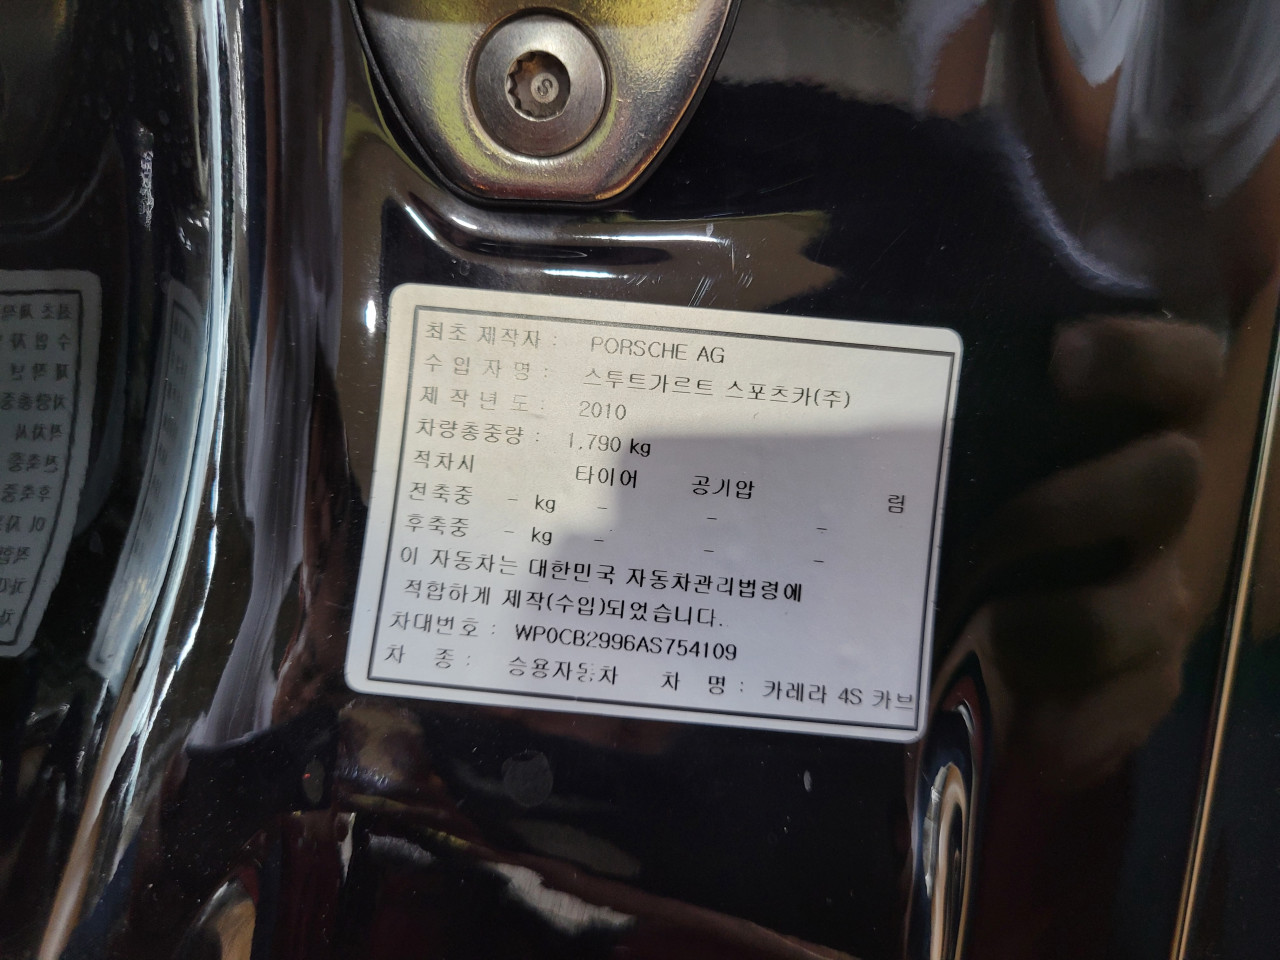 최초 제작자 : PORSCHE AG
수 입 자 명 : 스투트가르트 스포츠카(주)
제 작 년 도 : 2010
차량총중량 : 1,790 kg
적차시 타이어 공기압 림
전축중 - kg - - -
후축중 - kg - - -
이 자동차는 대한민국 자동차관리법령에
적합하게 제작(수입)되었습니다.
차대번호 : WP0CB2996AS754109
차 종 : 승용자동차 차 명 : 카레라 4S 카브